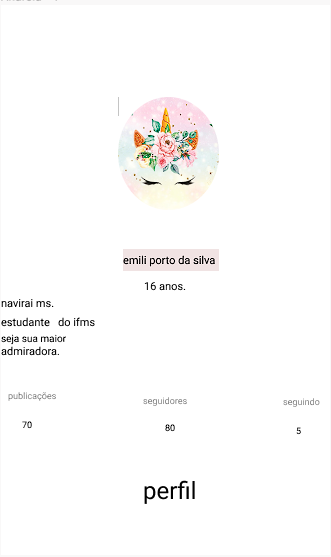 emili porto da silva
16 anos.
navirai ms.
estudante do ifms
seja sua maior
admiradora.
publicações seguidores seguindo
70 80 5
perfil